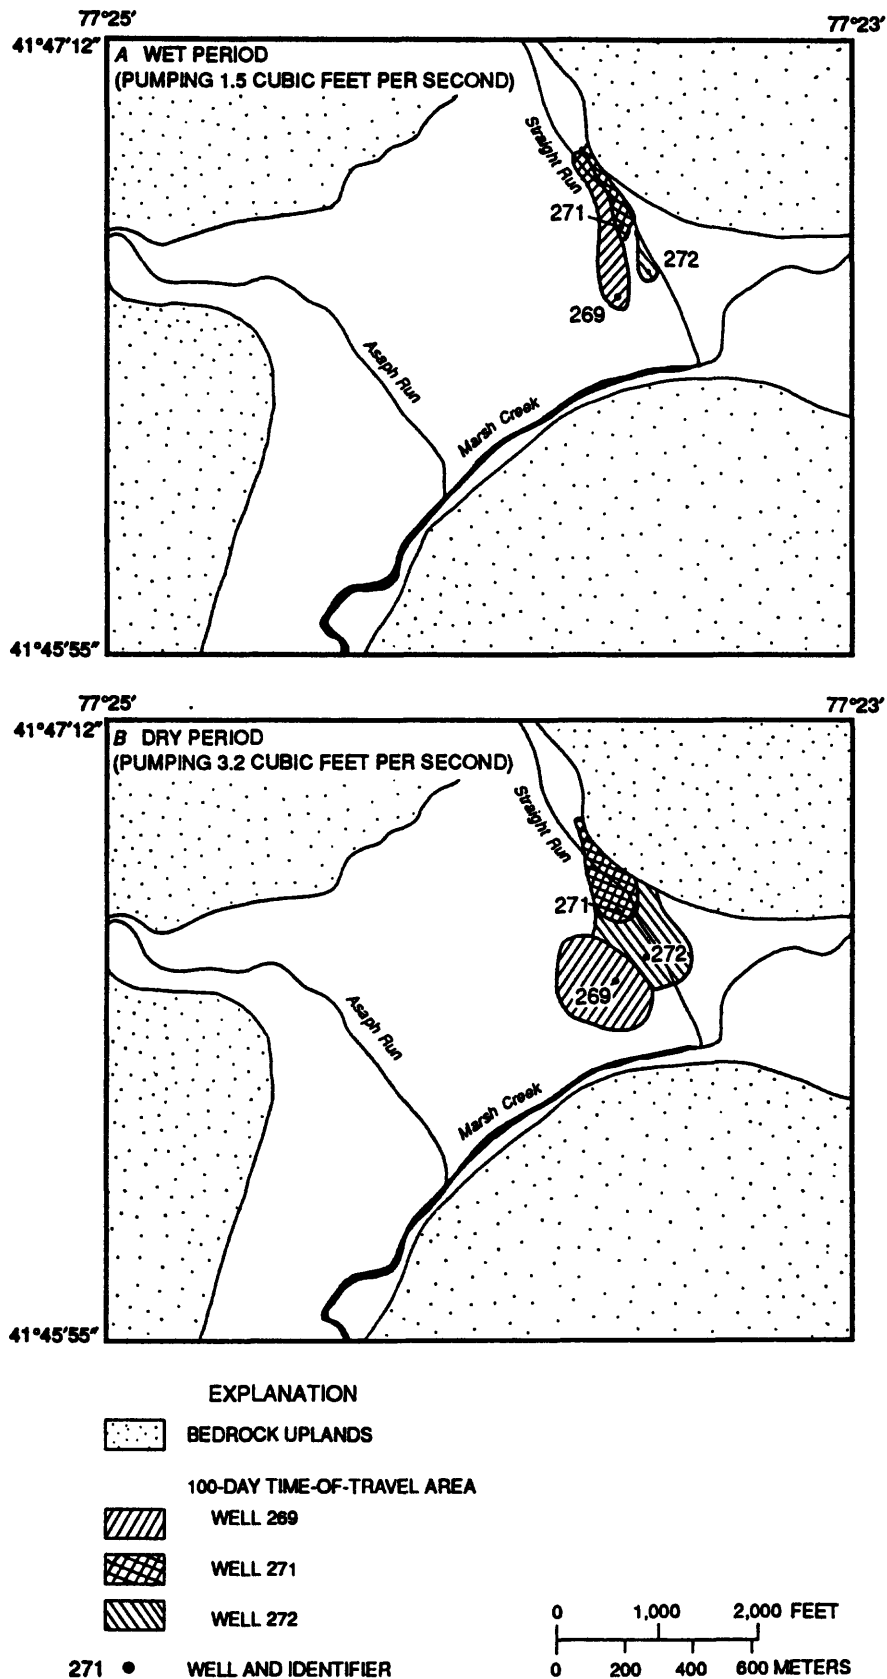 77°25′
77°23′
41°47′12″
A WET PERIOD
(PUMPING 1.5 CUBIC FEET PER SECOND)
Straight Run
271
272
269
Asaph Run
Marsh Creek
41°45′55″
77°25′
77°23′
41°47′12″
B DRY PERIOD
(PUMPING 3.2 CUBIC FEET PER SECOND)
Straight Run
271
272
269
Asaph Run
Marsh Creek
41°45′55″
EXPLANATION
BEDROCK UPLANDS
100-DAY TIME-OF-TRAVEL AREA
WELL 269
WELL 271
WELL 272
0 1,000 2,000 FEET
0 200 400 600 METERS
271 ● WELL AND IDENTIFIER